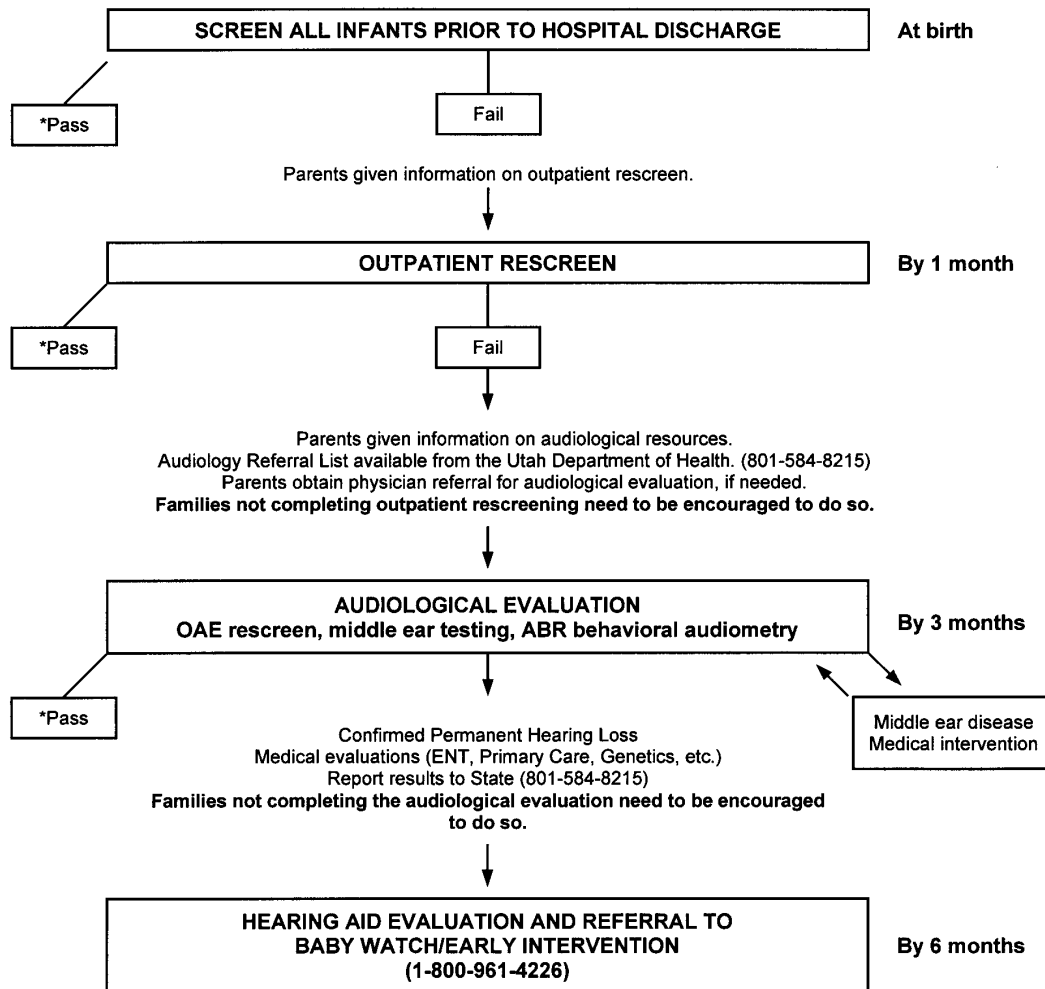 SCREEN ALL INFANTS PRIOR TO HOSPITAL DISCHARGE
At birth
*Pass
Fail
Parents given information on outpatient rescreen.
OUTPATIENT RESCREEN
By 1 month
*Pass
Fail
Parents given information on audiological resources.
Audiology Referral List available from the Utah Department of Health. (801-584-8215)
Parents obtain physician referral for audiological evaluation, if needed.
Families not completing outpatient rescreening need to be encouraged to do so.
AUDIOLOGICAL EVALUATION
OAE rescreen, middle ear testing, ABR behavioral audiometry
By 3 months
*Pass
Middle ear disease
Medical intervention
Confirmed Permanent Hearing Loss
Medical evaluations (ENT, Primary Care, Genetics, etc.)
Report results to State (801-584-8215)
Families not completing the audiological evaluation need to be encouraged
to do so.
HEARING AID EVALUATION AND REFERRAL TO
BABY WATCH/EARLY INTERVENTION
(1-800-961-4226)
By 6 months